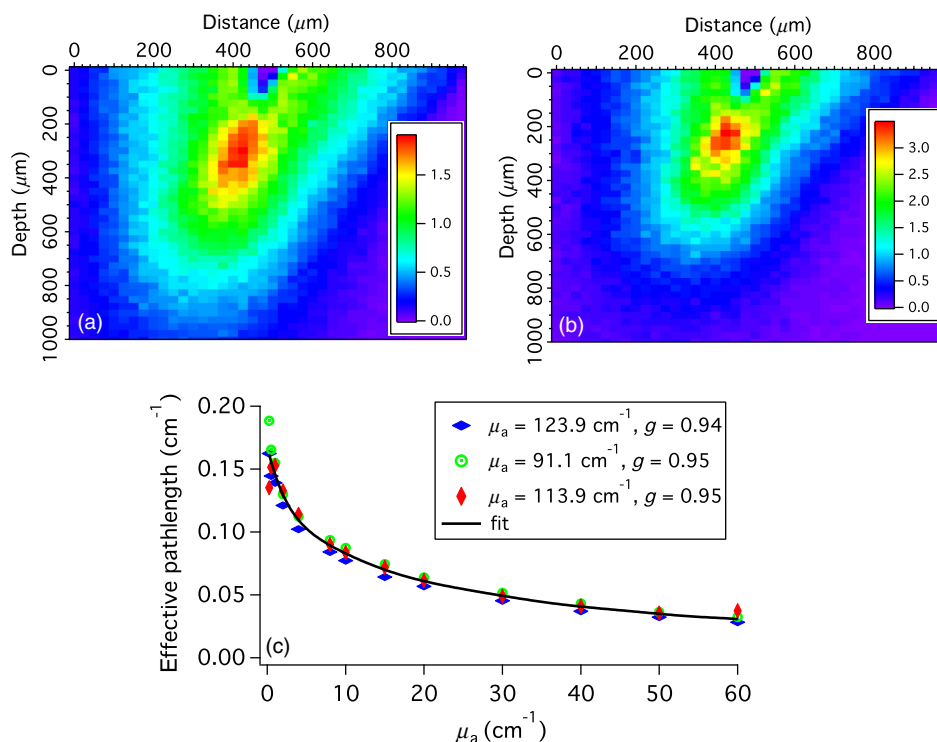 Distance (μm)
0 200 400 600 800
Depth (μm)
0
200
400
600
800
1000
1.5
1.0
0.5
0.0
(a)
Distance (μm)
0 200 400 600 800
Depth (μm)
0
200
400
600
800
1000
3.0
2.5
2.0
1.5
1.0
0.5
0.0
(b)
Effective pathlength (cm⁻¹)
0.20
0.15
0.10
0.05
0.00
μₐ = 123.9 cm⁻¹, g = 0.94
μₐ = 91.1 cm⁻¹, g = 0.95
μₐ = 113.9 cm⁻¹, g = 0.95
fit
(c)
0 10 20 30 40 50 60
μₐ (cm⁻¹)